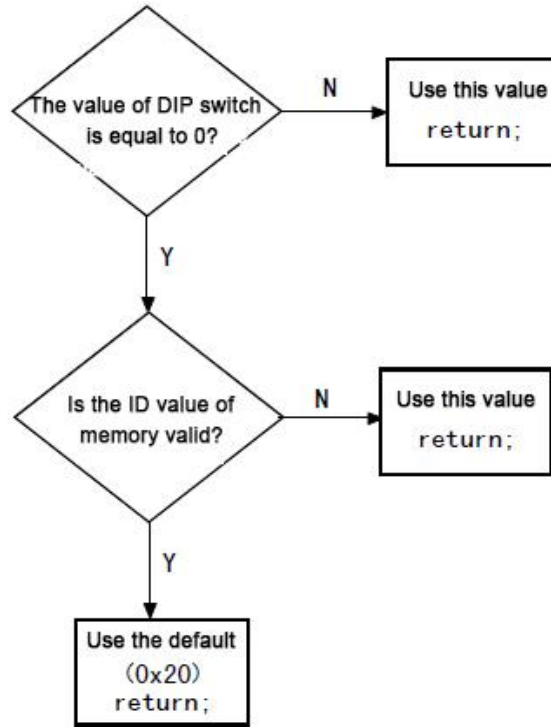 The value of DIP switch
is equal to 0?
N
Use this value
return;
Y
Is the ID value of
memory valid?
N
Use this value
return;
Y
Use the default
(0x20)
return;